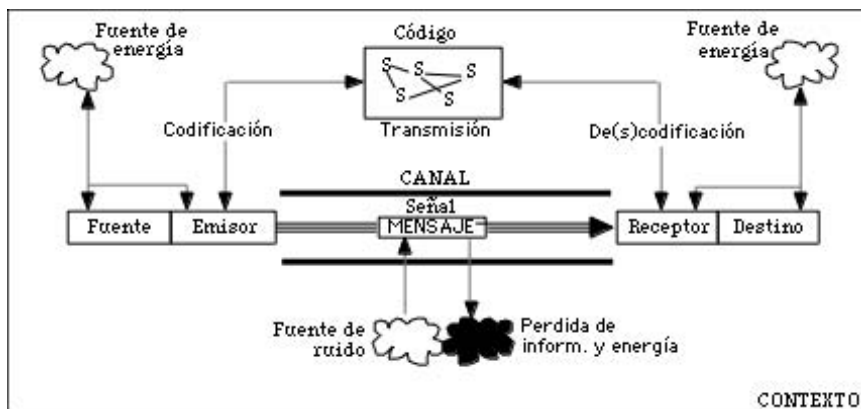 Fuente de
energía
Código
Fuente de
energía
S S S
S S
Codificación
Transmisión
De(s)codificación
CANAL
Señal
Fuente
Emisor
MENSAJE
Receptor
Destino
Fuente de
ruido
Perdida de
inform. y energía
CONTEXTO